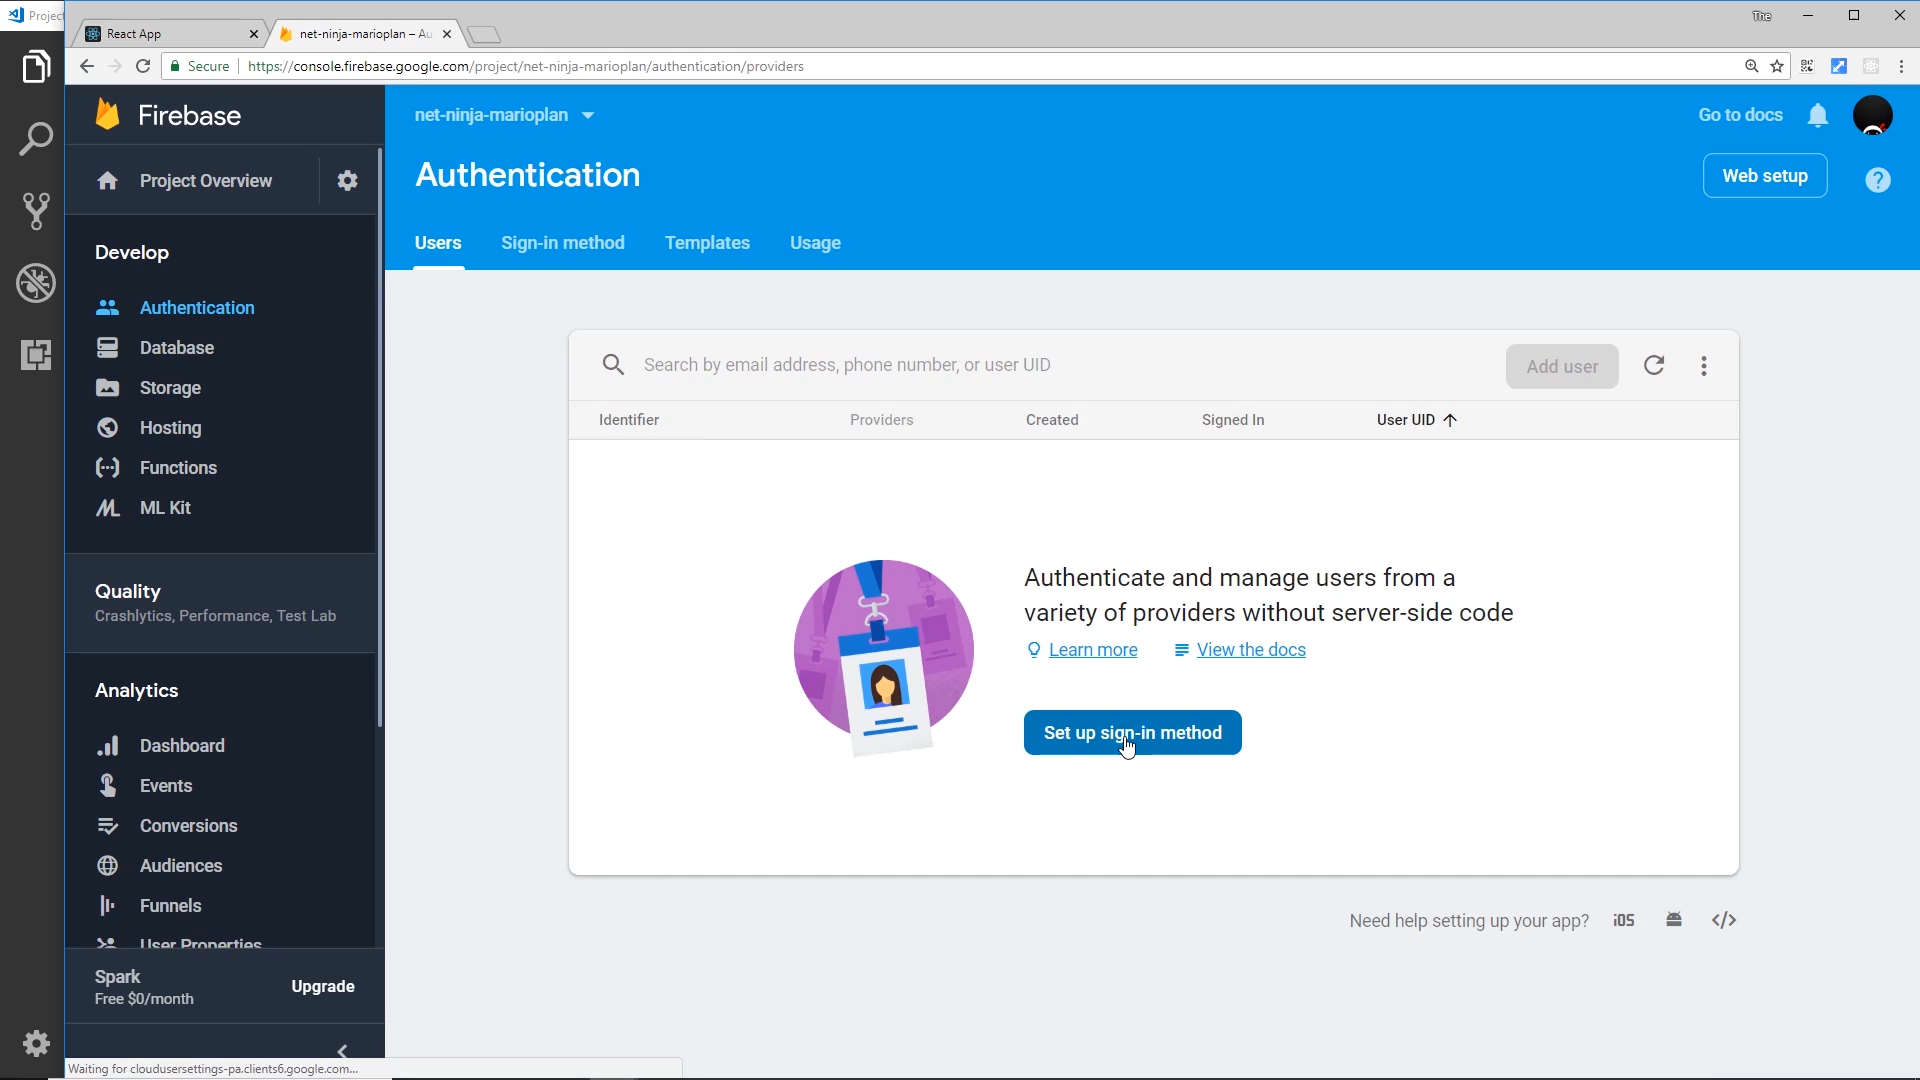 Project
The
React App
net-ninja-marioplan – Au
Secure
https://console.firebase.google.com/project/net-ninja-marioplan/authentication/providers
Firebase
net-ninja-marioplan
Go to docs
Project Overview
Authentication
Web setup
?
Users
Sign-in method
Templates
Usage
Develop
Authentication
Database
Storage
Hosting
Functions
ML Kit
Search by email address, phone number, or user UID
Add user
Identifier
Providers
Created
Signed In
User UID
Authenticate and manage users from a
variety of providers without server-side code
Learn more
View the docs
Set up sign-in method
Quality
Crashlytics, Performance, Test Lab
Analytics
Dashboard
Events
Conversions
Audiences
Funnels
User Properties
Need help setting up your app?
iOS
Spark
Free $0/month
Upgrade
Waiting for cloudusersettings-pa.clients6.google.com...